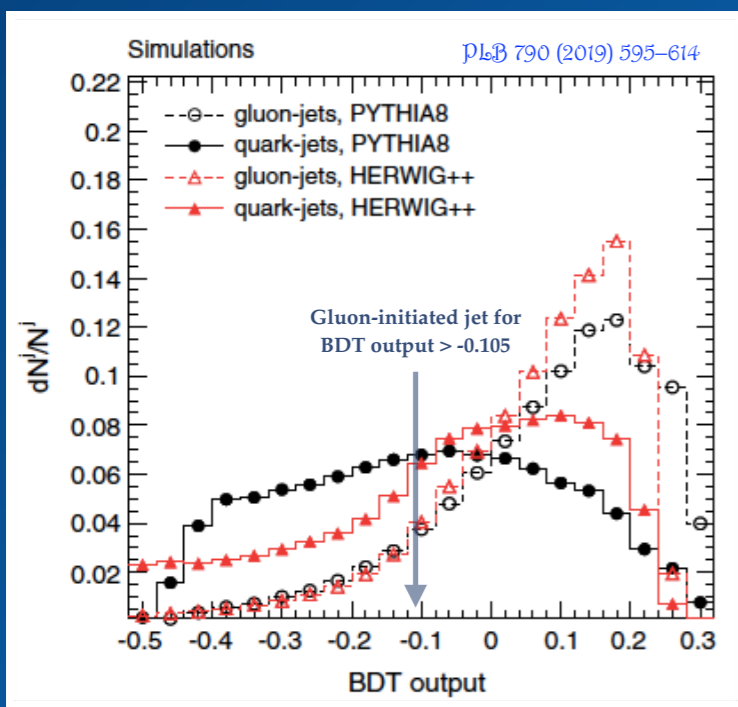 Simulations
PLB 790 (2019) 595–614
0.22
0.2
0.18
0.16
0.14
0.12
0.1
0.08
0.06
0.04
0.02
dN^j/N^j
gluon-jets, PYTHIA8
quark-jets, PYTHIA8
gluon-jets, HERWIG++
quark-jets, HERWIG++
Gluon-initiated jet for
BDT output > -0.105
-0.5 -0.4 -0.3 -0.2 -0.1 0 0.1 0.2 0.3
BDT output